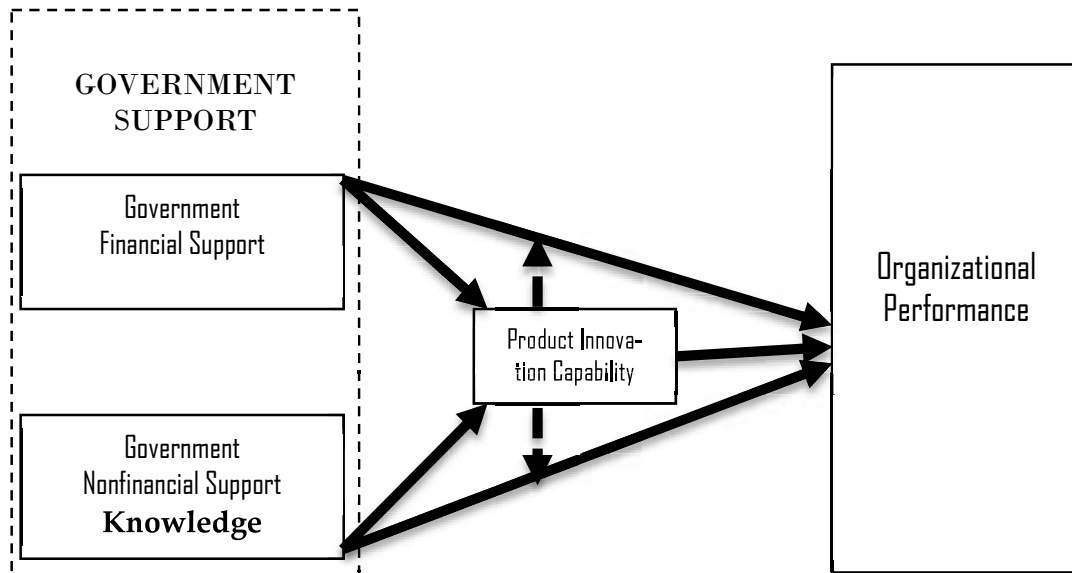 GOVERNMENT
SUPPORT
Government
Financial Support
Product Innova-
tion Capability
Organizational
Performance
Government
Nonfinancial Support
Knowledge